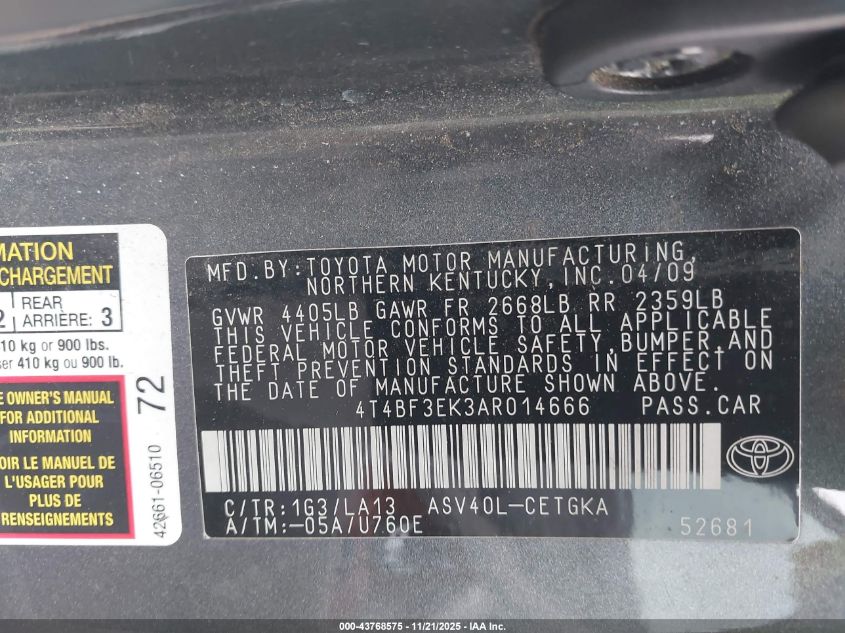 MATION
CHARGEMENT
2
REAR
ARRIÈRE: 3
410 kg or 900 lbs.
ser 410 kg ou 900 lb.
E OWNER'S MANUAL
FOR ADDITIONAL
INFORMATION
OIR LE MANUEL DE
L'USAGER POUR
PLUS DE
RENSEIGNEMENTS
72
42661-06510
MFD.BY:TOYOTA MOTOR MANUFACTURING,
NORTHERN KENTUCKY,INC.04/09
GVWR 4405LB GAWR FR 2668LB RR 2359LB
THIS VEHICLE CONFORMS TO ALL APPLICABLE
FEDERAL MOTOR VEHICLE SAFETY,BUMPER,AND
THEFT PREVENTION STANDARDS IN EFFECT ON
THE DATE OF MANUFACTURE SHOWN ABOVE.
4T4BF3EK3AR014666 PASS.CAR
C/TR:1G3/LA13 ASV40L-CETGKA
A/TM:-05A/U760E
52681
000-43768575 - 11/21/2025 - IAA Inc.